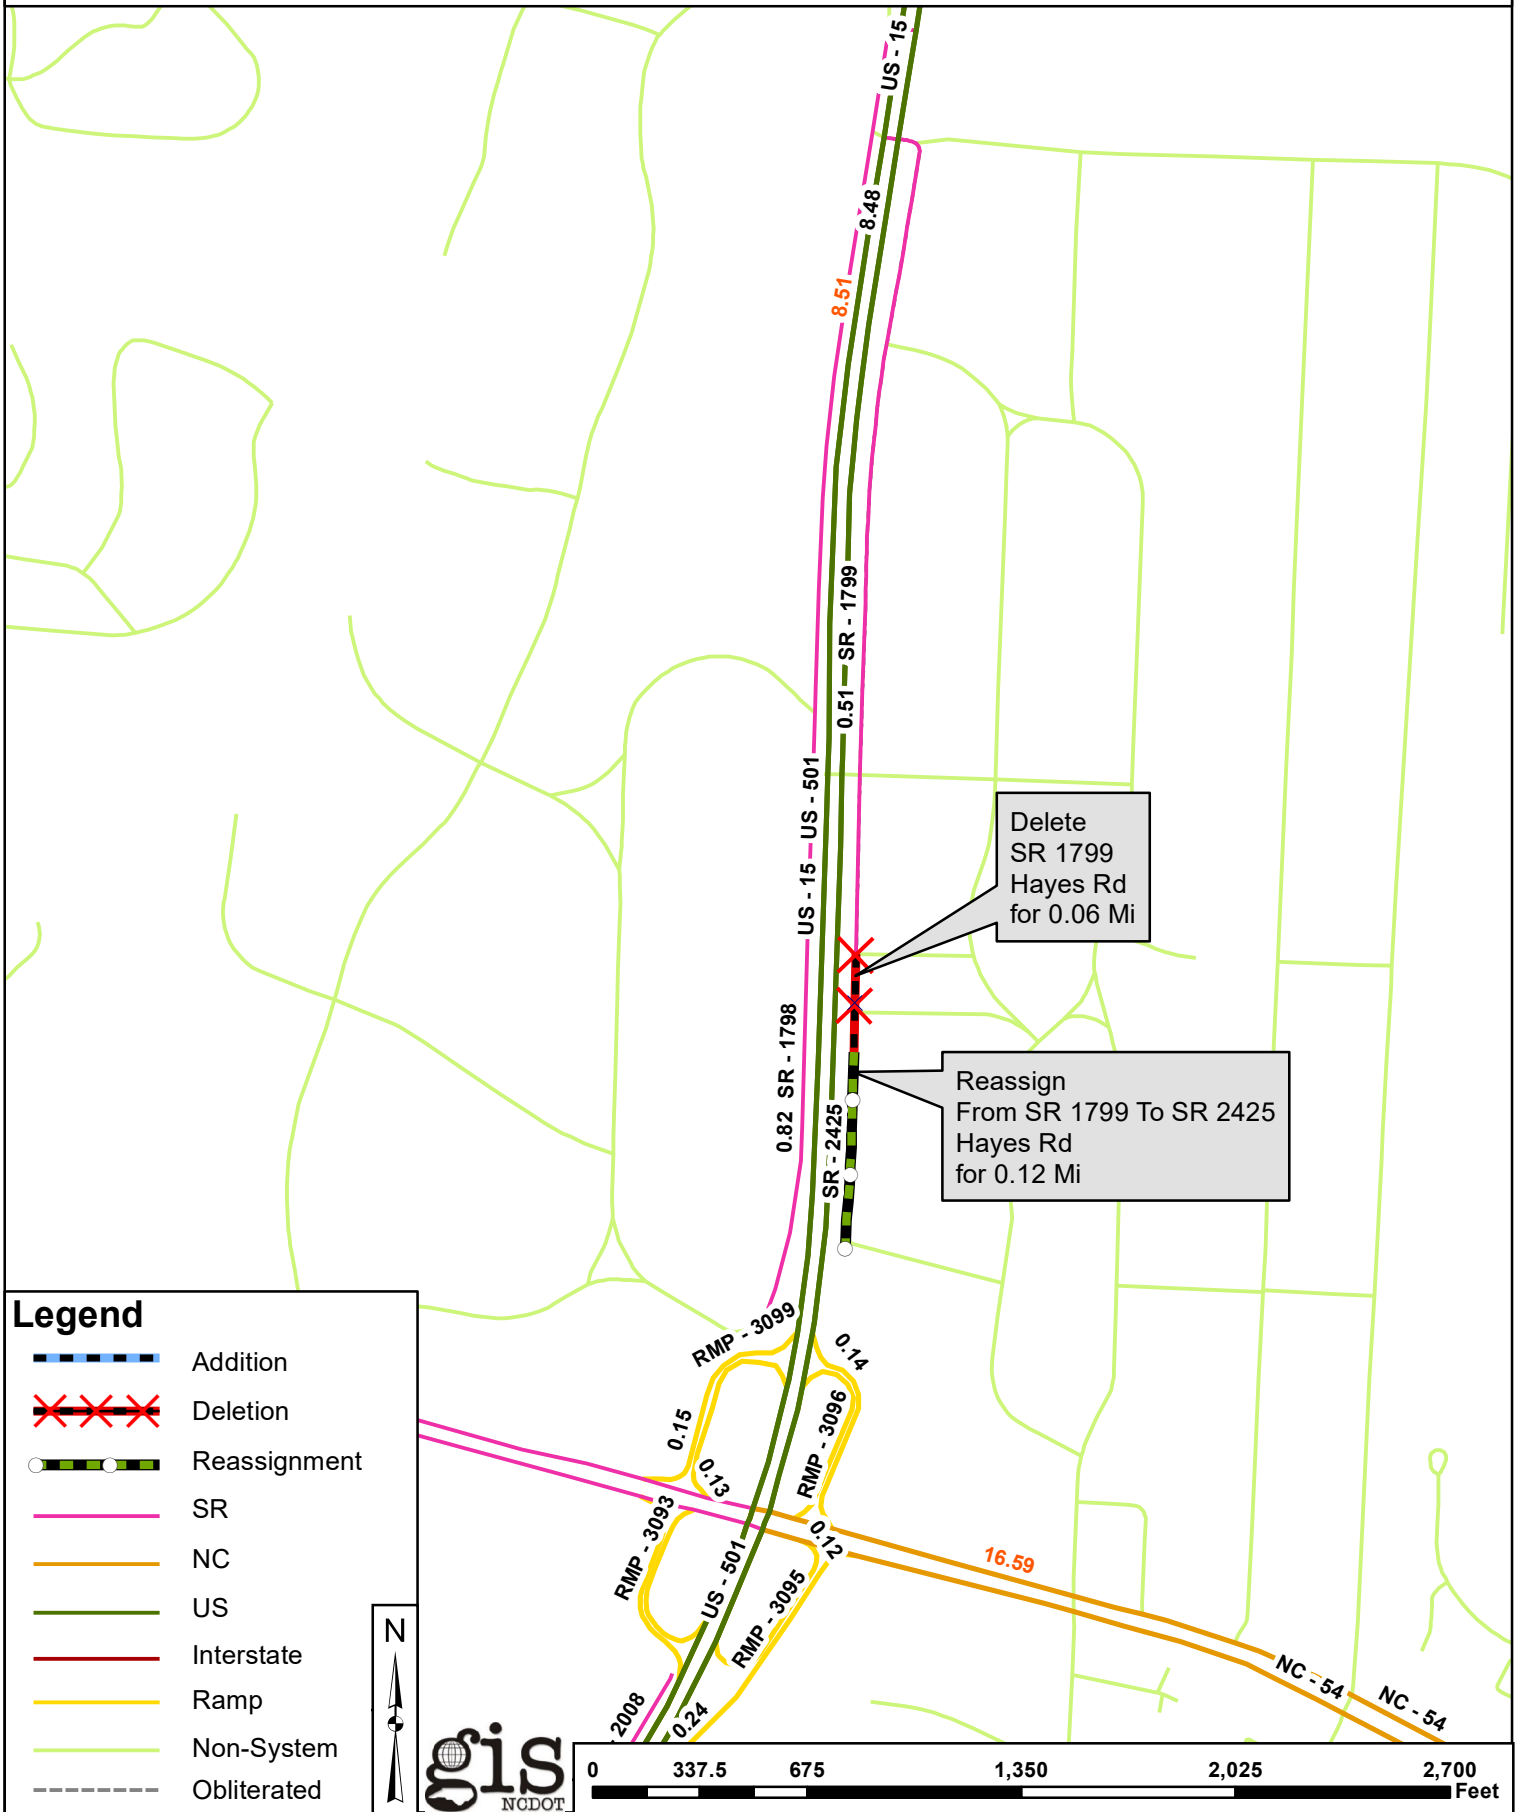 US - 15
8.48
8.51
SR - 1799
0.51
US - 15
US - 501
Delete
SR 1799
Hayes Rd
for 0.06 Mi
0.82 SR - 1798
SR - 2425
Reassign
From SR 1799 To SR 2425
Hayes Rd
for 0.12 Mi
RMP - 3099
0.14
0.15
0.13
RMP - 3096
RMP - 3093
0.12
US - 501
RMP - 3095
16.59
NC - 54
NC - 54
- 2008
0.24
Legend
Addition
Deletion
Reassignment
SR
NC
US
Interstate
Ramp
Non-System
Obliterated
N
gis
NCDOT
0 337.5 675 1,350 2,025 2,700
Feet